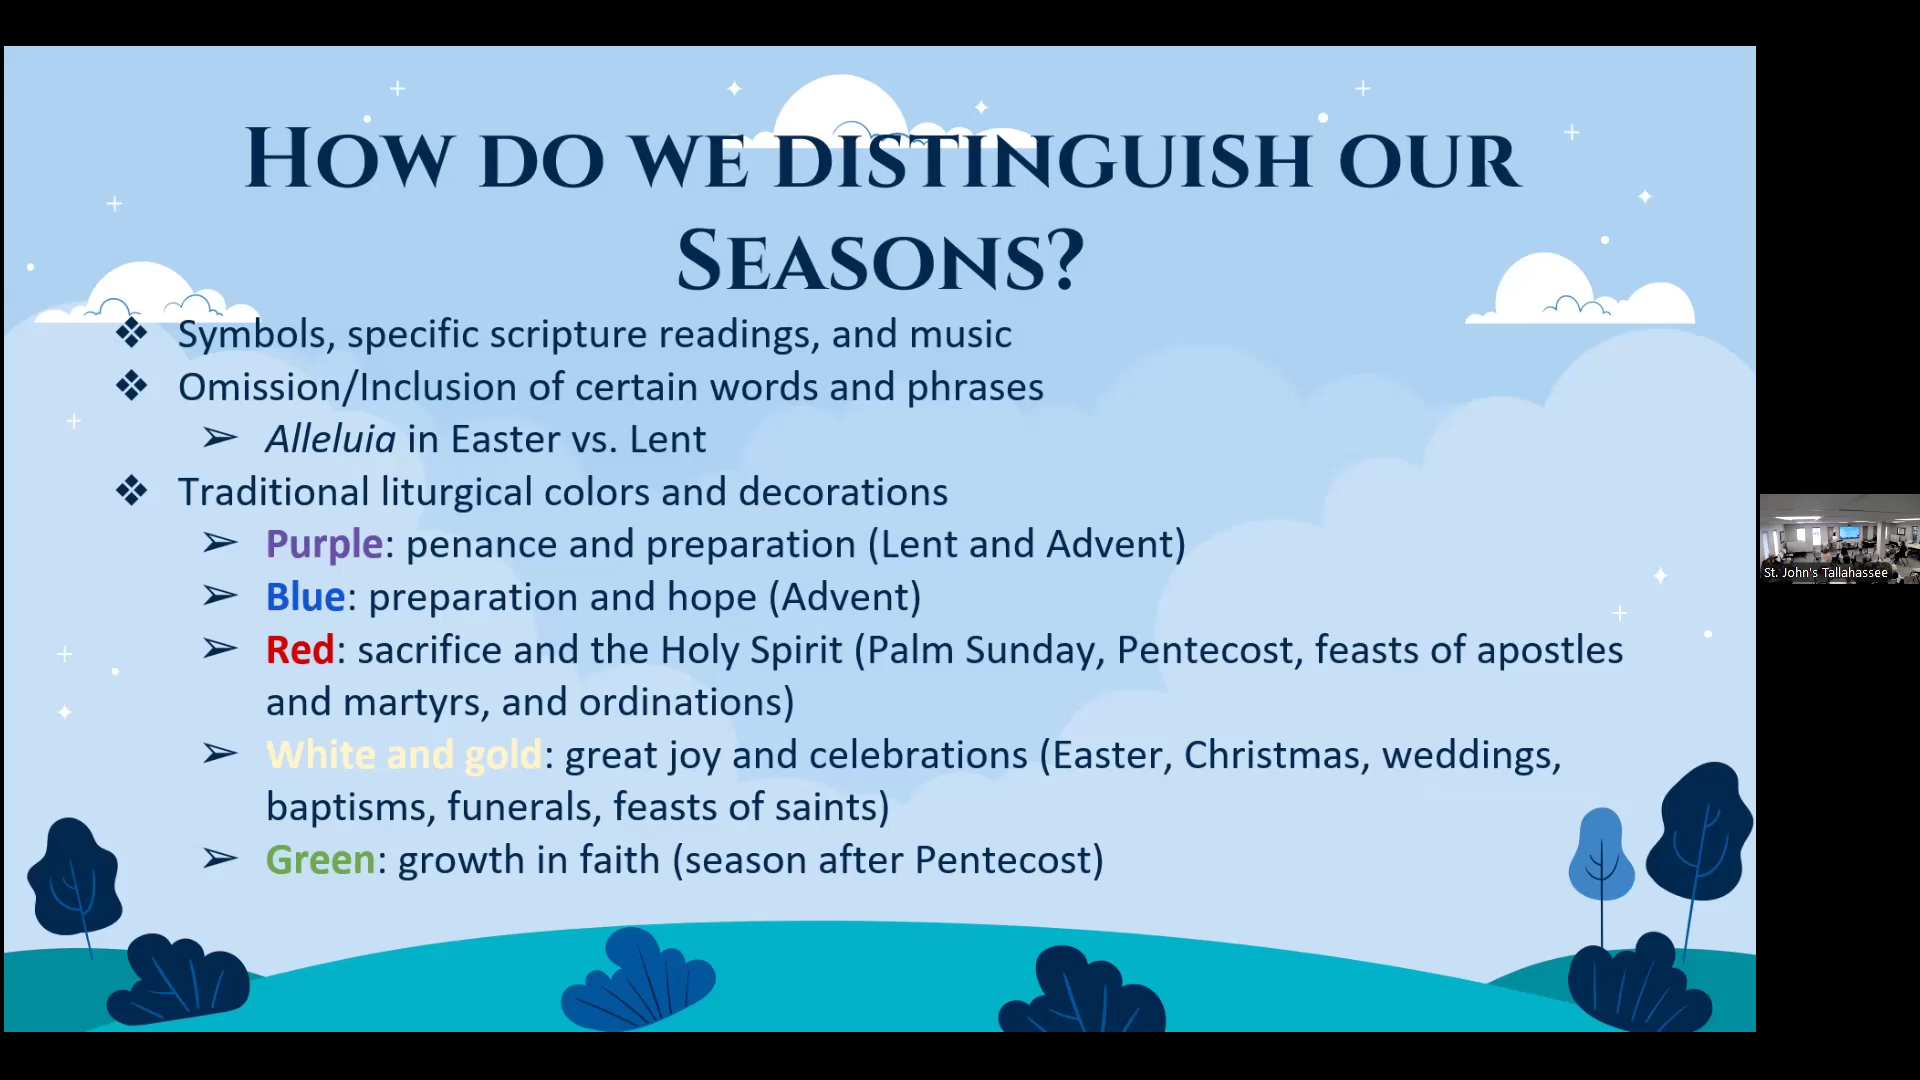 How do we distinguish our
Seasons?
❖ Symbols, specific scripture readings, and music
❖ Omission/Inclusion of certain words and phrases
➢ Alleluia in Easter vs. Lent
❖ Traditional liturgical colors and decorations
➢ Purple: penance and preparation (Lent and Advent)
➢ Blue: preparation and hope (Advent)
➢ Red: sacrifice and the Holy Spirit (Palm Sunday, Pentecost, feasts of apostles
and martyrs, and ordinations)
➢ White and gold: great joy and celebrations (Easter, Christmas, weddings,
baptisms, funerals, feasts of saints)
➢ Green: growth in faith (season after Pentecost)
St. John's Tallahassee